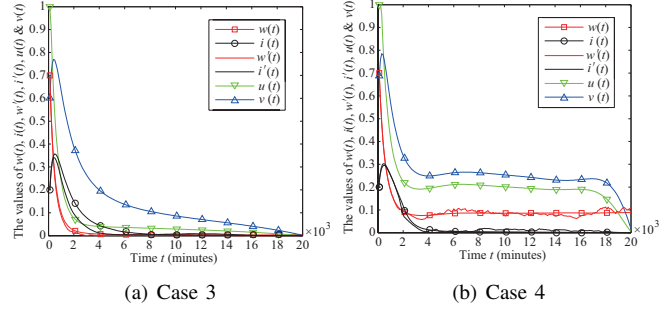 The values of w(t), i(t), w'(t), i'(t), u(t) & v(t)
1
0.9
0.8
0.7
0.6
0.5
0.4
0.3
0.2
0.1
0
w(t)
i (t)
w'(t)
i'(t)
u(t)
v (t)
0 2 4 6 8 10 12 14 16 18 20
×10³
Time t (minutes)
(a) Case 3
The values of w(t), i(t), w'(t), i'(t), u(t) & v(t)
1
0.9
0.8
0.7
0.6
0.5
0.4
0.3
0.2
0.1
0
w(t)
i (t)
w'(t)
i'(t)
u(t)
v (t)
0 2 4 6 8 10 12 14 16 18 20
×10³
Time t (minutes)
(b) Case 4